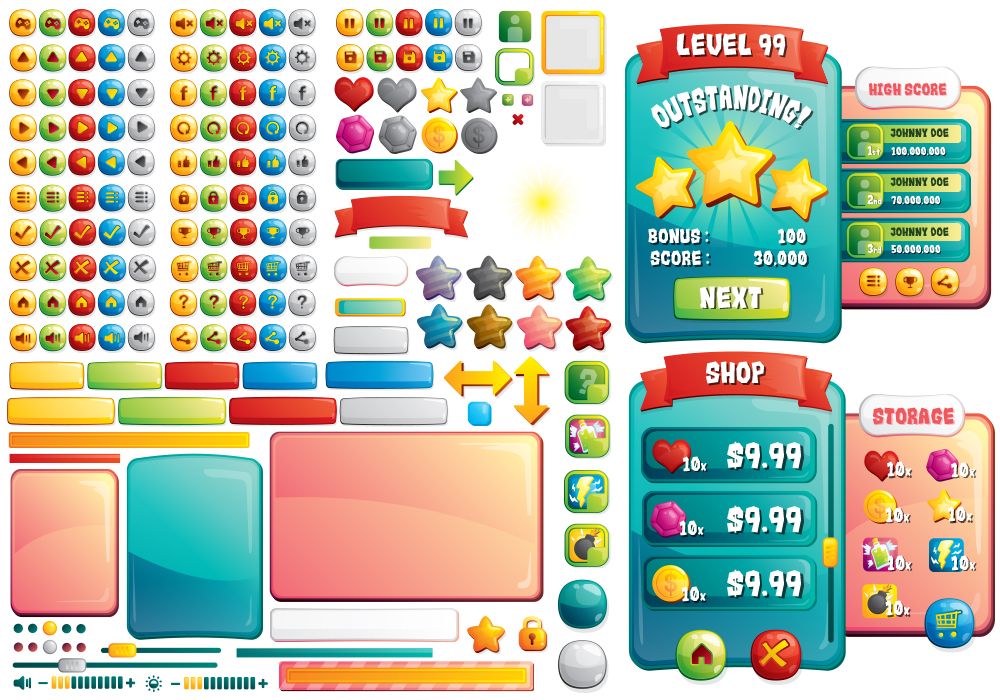 LEVEL 99
OUTSTANDING!
BONUS: 100
SCORE: 30,000
NEXT
HIGH SCORE
JOHNNY DOE
1st 100.000.000
JOHNNY DOE
2nd 70.000.000
JOHNNY DOE
3rd 50.000.000
SHOP
10x $9.99
10x $9.99
10x $9.99
STORAGE
10x 10x
10x 10x
10x 10x
10x